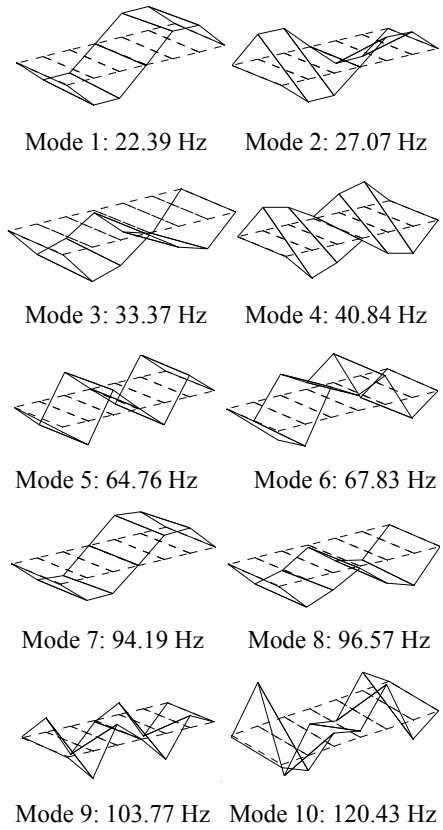 Mode 1: 22.39 Hz Mode 2: 27.07 Hz
Mode 3: 33.37 Hz Mode 4: 40.84 Hz
Mode 5: 64.76 Hz Mode 6: 67.83 Hz
Mode 7: 94.19 Hz Mode 8: 96.57 Hz
Mode 9: 103.77 Hz Mode 10: 120.43 Hz